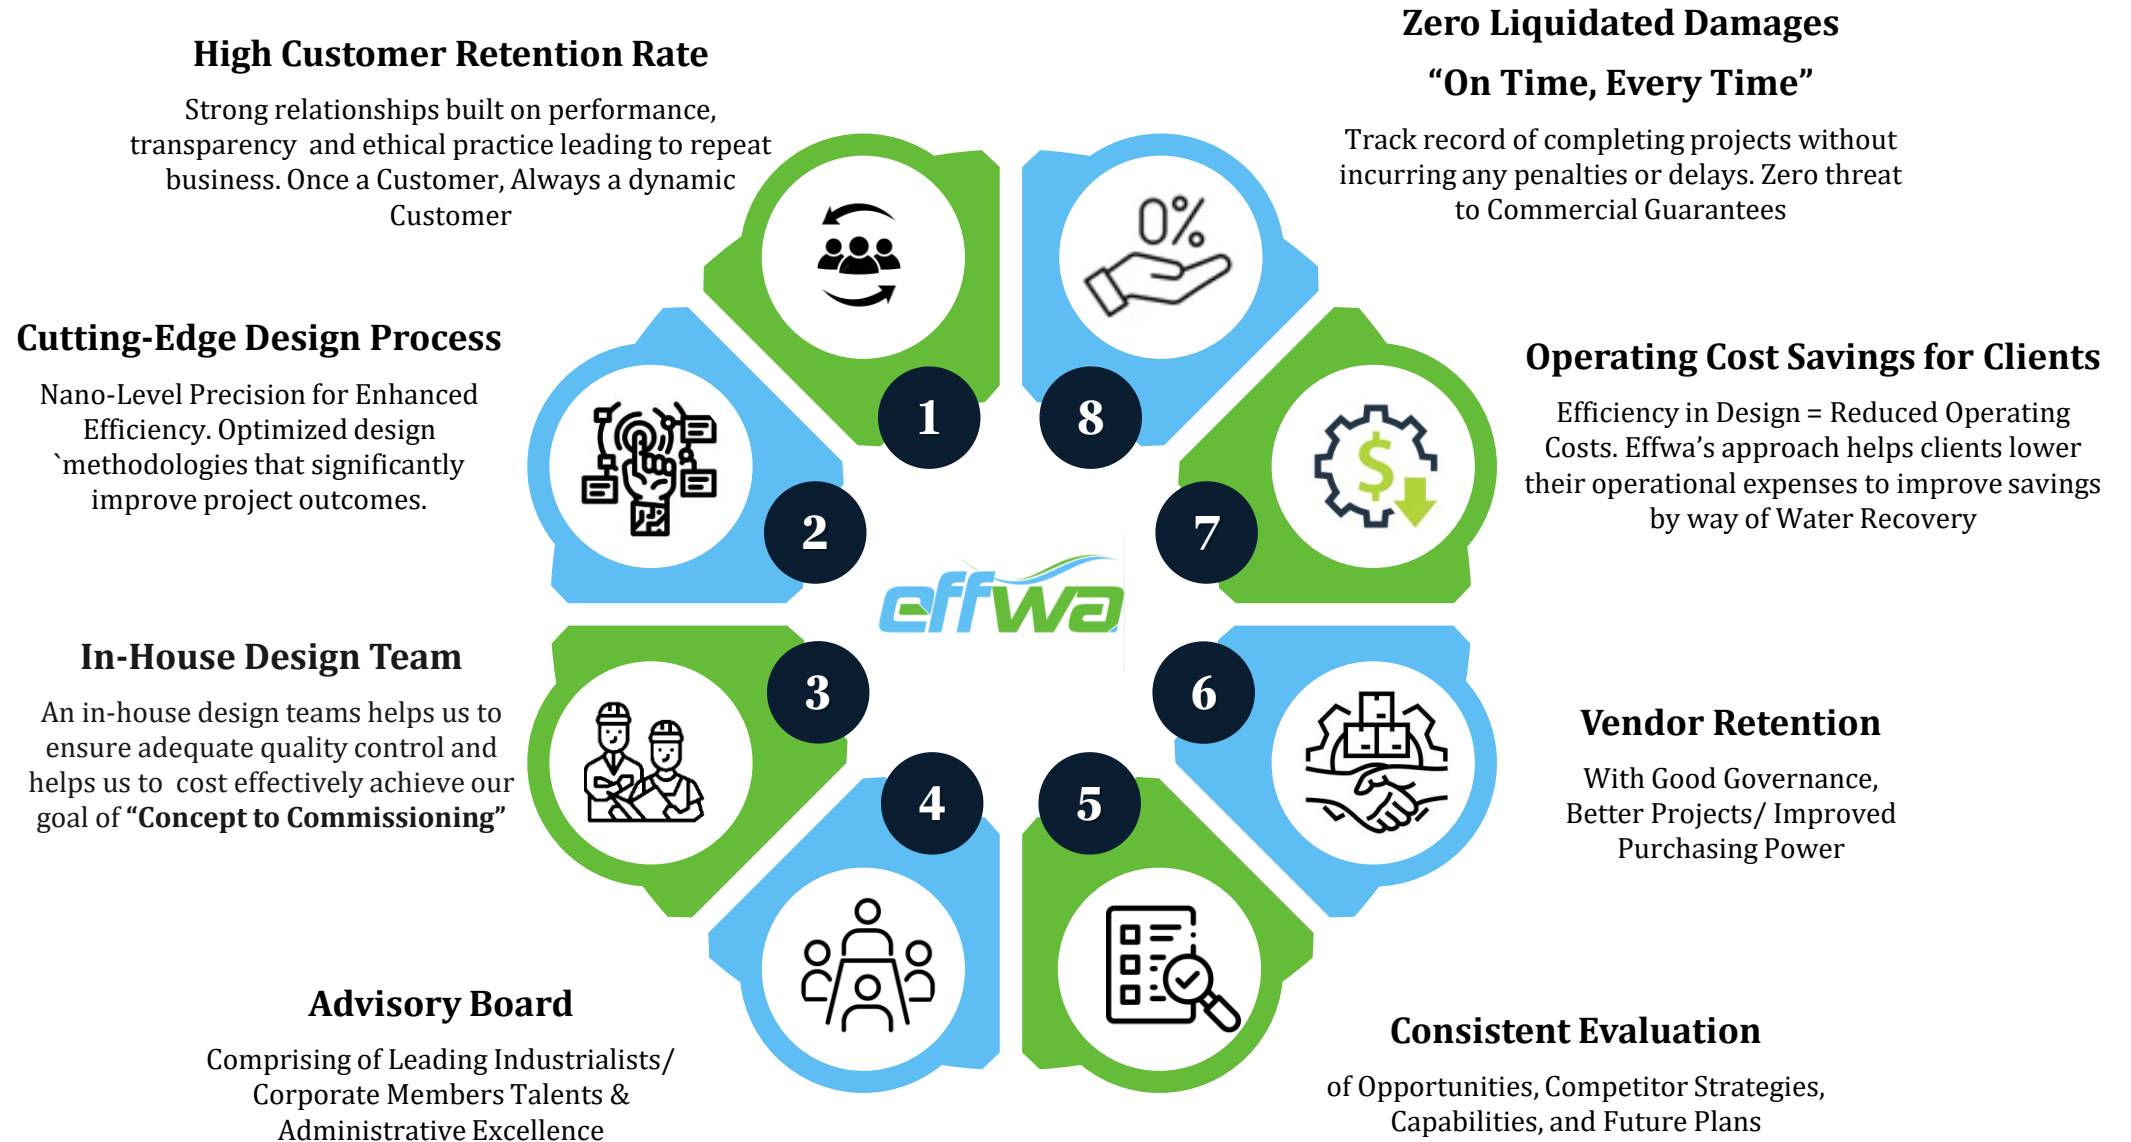 High Customer Retention Rate
Strong relationships built on performance,
transparency and ethical practice leading to repeat
business. Once a Customer, Always a dynamic
Customer
1
Cutting-Edge Design Process
Nano-Level Precision for Enhanced
Efficiency. Optimized design
`methodologies that significantly
improve project outcomes.
2
In-House Design Team
An in-house design teams helps us to
ensure adequate quality control and
helps us to cost effectively achieve our
goal of “Concept to Commissioning”
3
Advisory Board
Comprising of Leading Industrialists/
Corporate Members Talents &
Administrative Excellence
4
effwa
Zero Liquidated Damages
“On Time, Every Time”
Track record of completing projects without
incurring any penalties or delays. Zero threat
to Commercial Guarantees
0%
8
Operating Cost Savings for Clients
Efficiency in Design = Reduced Operating
Costs. Effwa’s approach helps clients lower
their operational expenses to improve savings
by way of Water Recovery
$
7
Vendor Retention
With Good Governance,
Better Projects/ Improved
Purchasing Power
6
Consistent Evaluation
of Opportunities, Competitor Strategies,
Capabilities, and Future Plans
5